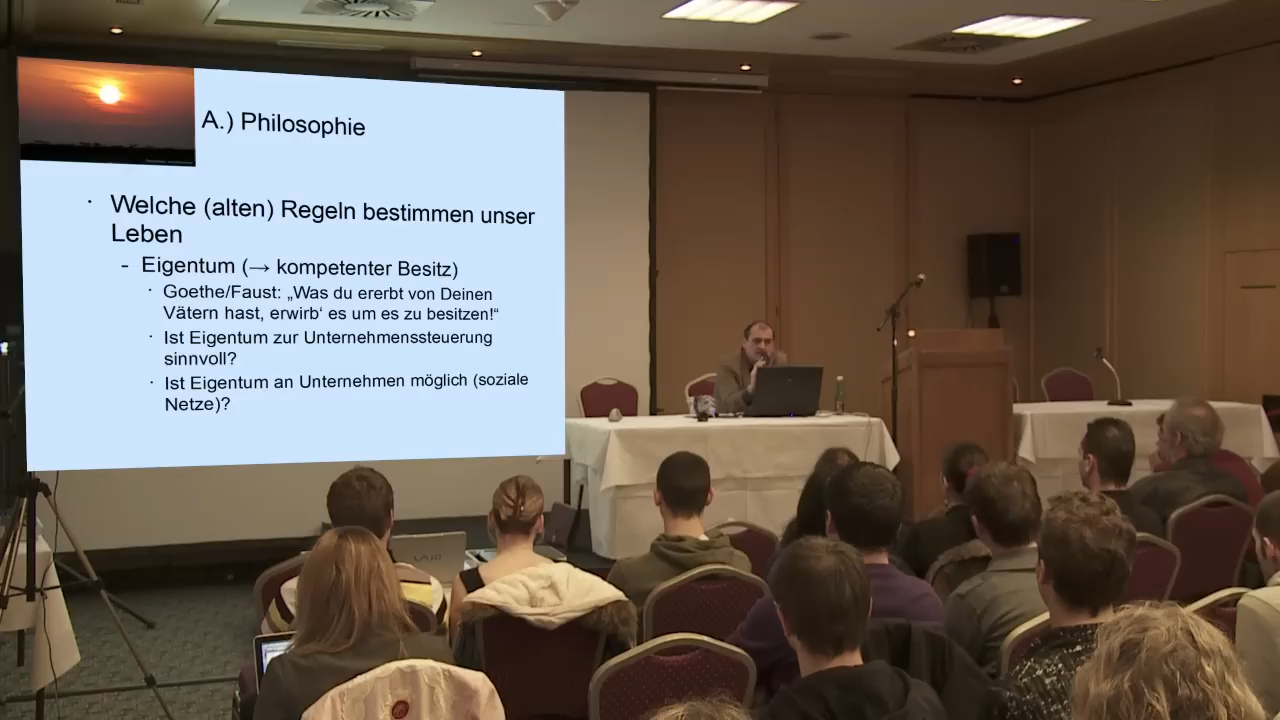 A.) Philosophie
· Welche (alten) Regeln bestimmen unser
Leben
- Eigentum (→ kompetenter Besitz)
· Goethe/Faust: „Was du ererbt von Deinen
Vätern hast, erwirb‘ es um es zu besitzen!“
· Ist Eigentum zur Unternehmenssteuerung
sinnvoll?
· Ist Eigentum an Unternehmen möglich (soziale
Netze)?
VAIO